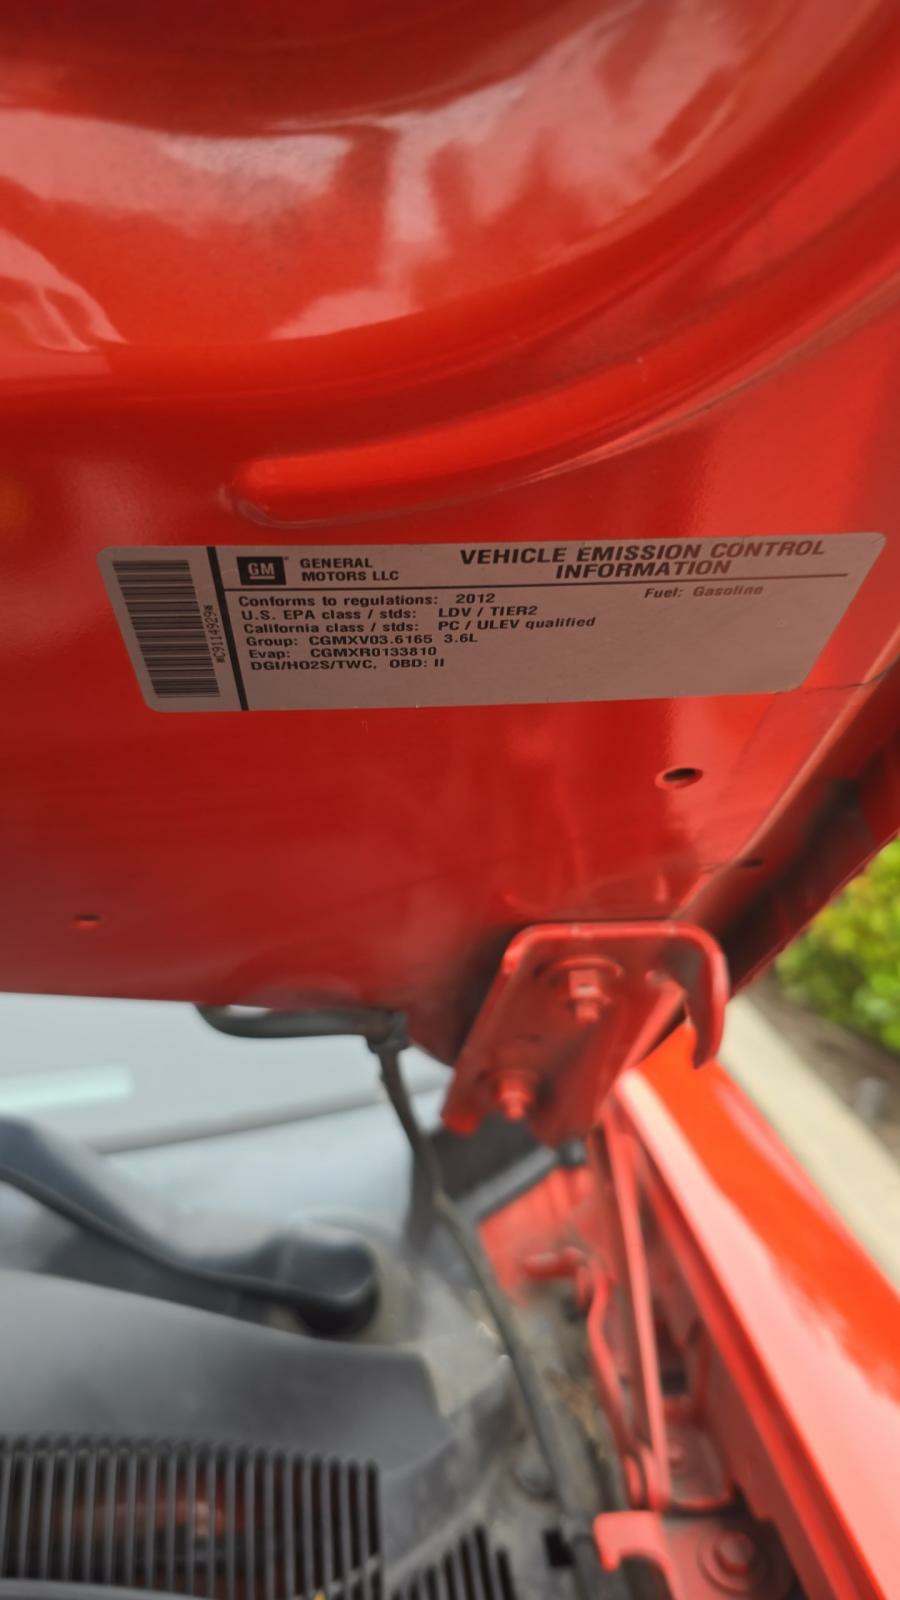 GM GENERAL MOTORS LLC
VEHICLE EMISSION CONTROL
INFORMATION
Conforms to regulations: 2012 Fuel: Gasoline
U.S. EPA class / stds: LDV / TIER2
California class / stds: PC / ULEV qualified
Group: CGMXV03.6165 3.6L
Evap: CGMXR0133810
DGI/HO2S/TWC, OBD: II
*C9114929*